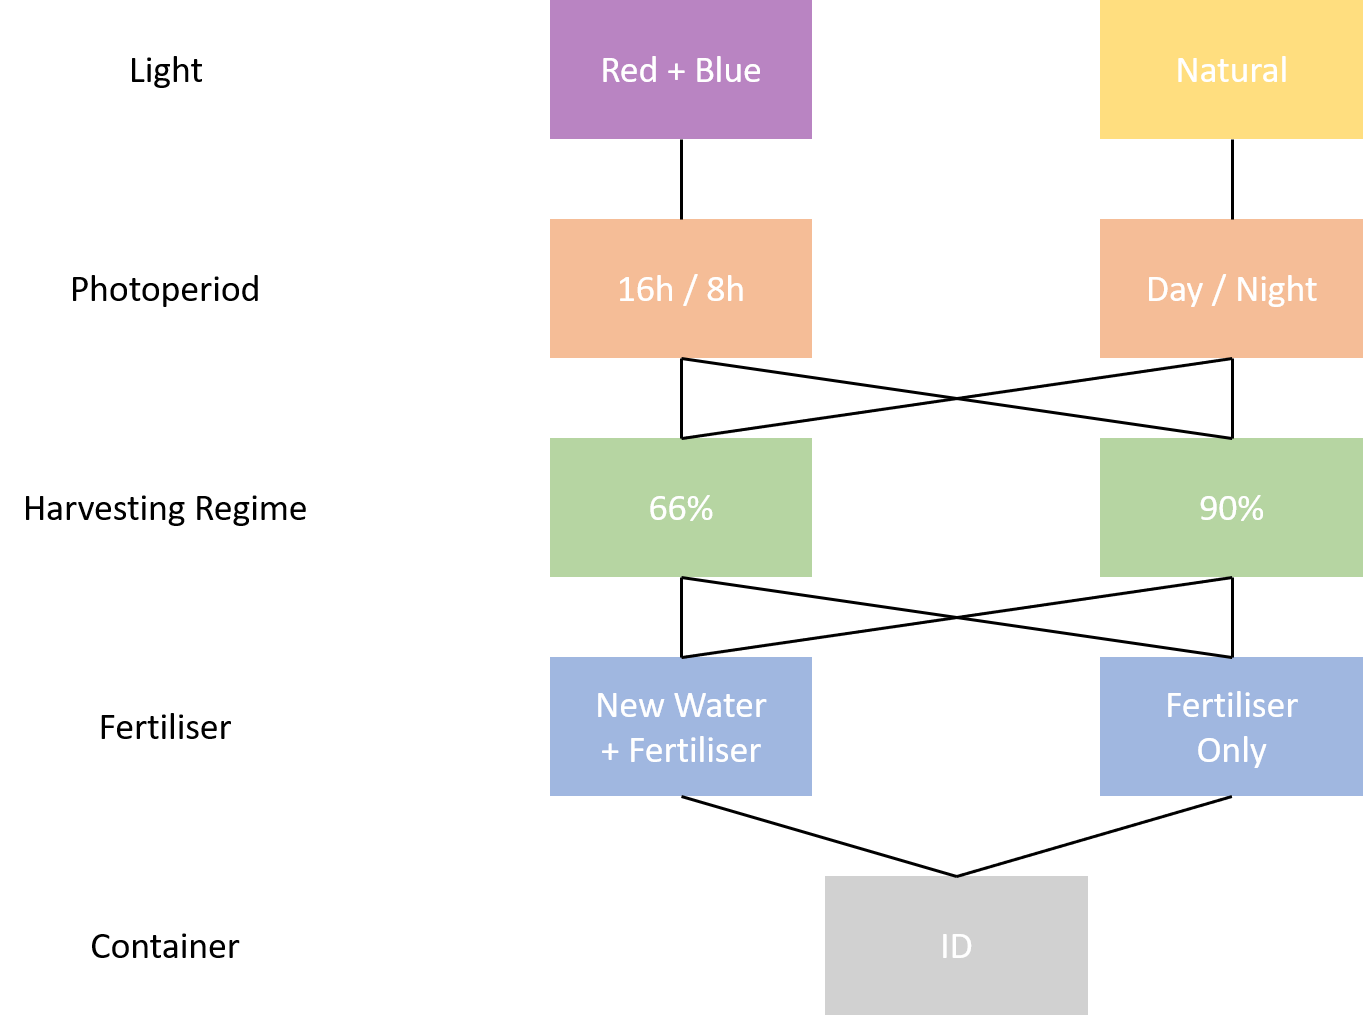 Light
Red + Blue
Natural
Photoperiod
16h / 8h
Day / Night
Harvesting Regime
66%
90%
Fertiliser
New Water
+ Fertiliser
Fertiliser
Only
Container
ID